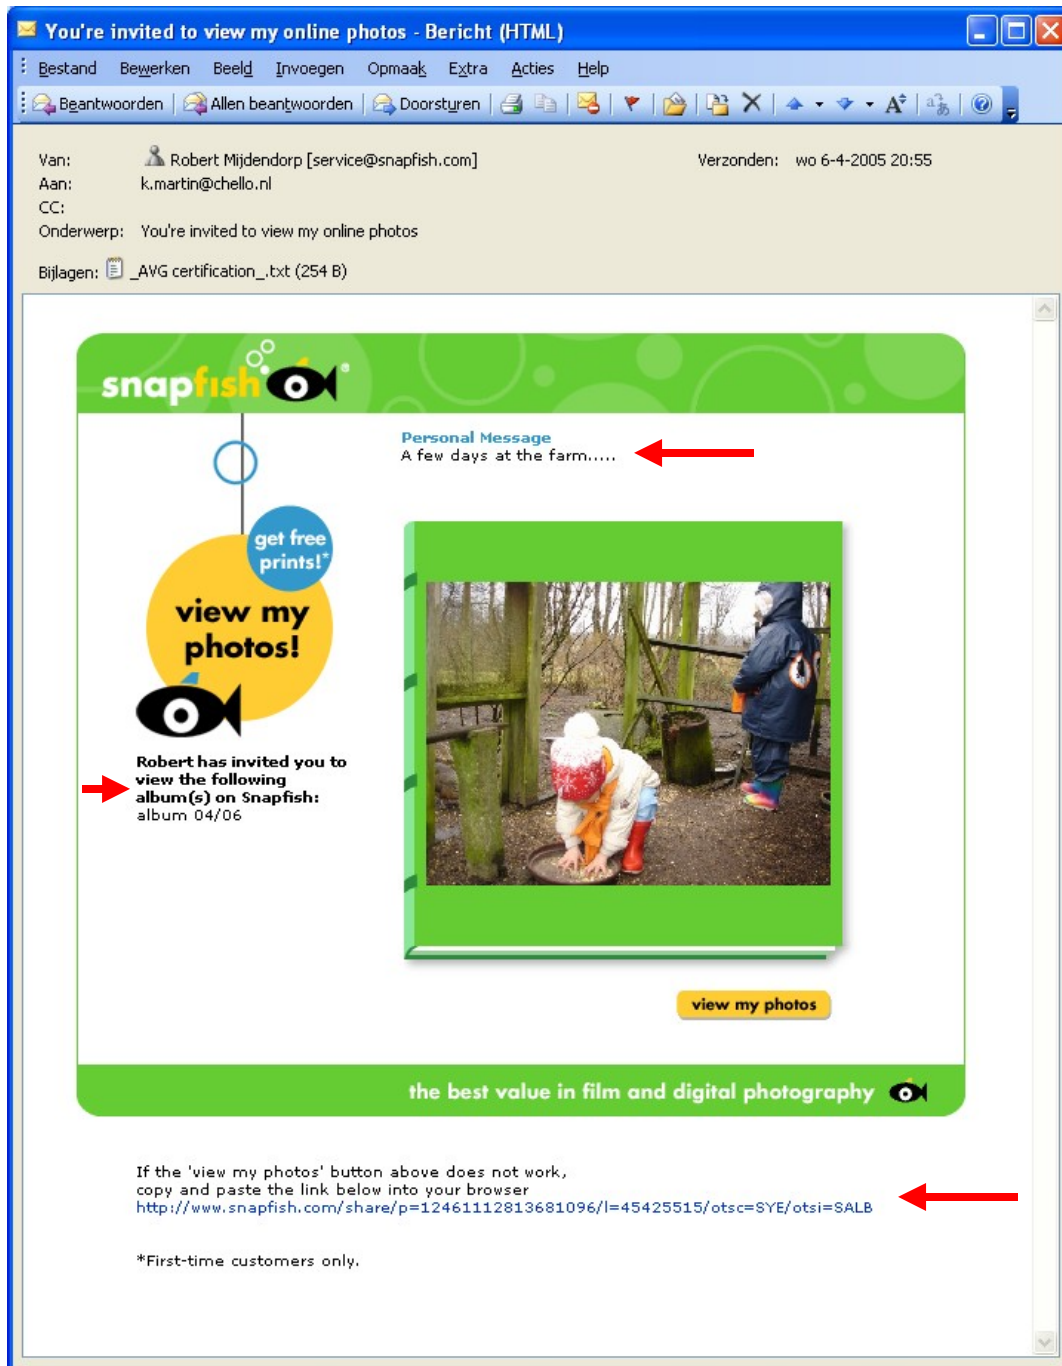 You're invited to view my online photos - Bericht (HTML)
Bestand Bewerken Beeld Invoegen Opmaak Extra Acties Help
Beantwoorden Allen beantwoorden Doorsturen
Van: Robert Mijdendorp [service@snapfish.com] Verzonden: wo 6-4-2005 20:55
Aan: k.martin@chello.nl
CC:
Onderwerp: You're invited to view my online photos
Bijlagen: _AVG certification_.txt (254 B)
snapfish
Personal Message
A few days at the farm.....
get free
prints!*
view my
photos!
Robert has invited you to
view the following
album(s) on Snapfish:
album 04/06
view my photos
the best value in film and digital photography
If the 'view my photos' button above does not work,
copy and paste the link below into your browser
http://www.snapfish.com/share/p=12461112813681096/l=45425515/otsc=SYE/otsi=SALB
*First-time customers only.